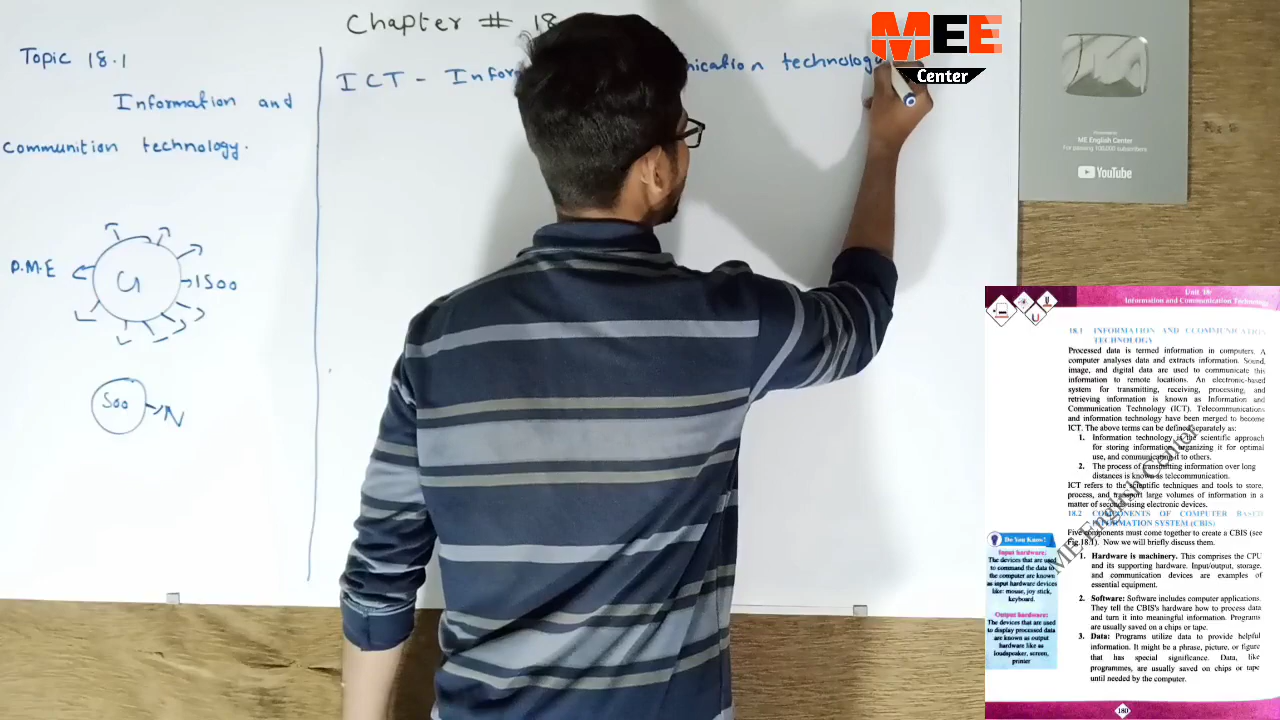 Chapter # 18
Topic 18.1
Information and
Communition technology.
ICT - Infor nication technology
P.M.E
G
1500
500
N
MEE
Center
Presented to
ME English Center
For passing 100,000 subscribers
YouTube
Unit 18:
Information and Communication Technology
18.1 INFORMATION AND CCOMMUNICATION
TECHNOLOGY
Processed data is termed information in computers. A
computer analyses data and extracts information. Sound,
image, and digital data are used to communicate this
information to remote locations. An electronic-based
system for transmitting, receiving, processing, and
retrieving information is known as Information and
Communication Technology (ICT). Telecommunications
and information technology have been merged to become
ICT. The above terms can be defined separately as:
1. Information technology is the scientific approach
for storing information, organizing it for optimal
use, and communicating it to others.
2. The process of transmitting information over long
distances is known as telecommunication.
ICT refers to the scientific techniques and tools to store,
process, and transport large volumes of information in a
matter of seconds using electronic devices.
18.2 COMPONENTS OF COMPUTER BASED
INFORMATION SYSTEM (CBIS)
Five components must come together to create a CBIS (see
Fig.18.1). Now we will briefly discuss them.
1. Hardware is machinery. This comprises the CPU
and its supporting hardware. Input/output, storage,
and communication devices are examples of
essential equipment.
2. Software: Software includes computer applications.
They tell the CBIS's hardware how to process data
and turn it into meaningful information. Programs
are usually saved on a chips or tape.
3. Data: Programs utilize data to provide helpful
information. It might be a phrase, picture, or figure
that has special significance. Data, like
programmes, are usually saved on chips or tape
until needed by the computer.
Do You Know!
Input hardware:
The devices that are used
to command the data to
the computer are known
as input hardware devices
like: mouse, joy stick,
keyboard.
Output hardware:
The devices that are used
to display processed data
are known as output
hardware like as
loudspeaker, screen,
printer
ME English Center
180